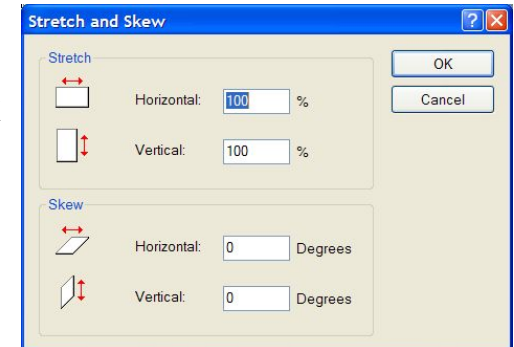 Stretch and Skew
Stretch
Horizontal: 100 %
Vertical: 100 %
OK
Cancel
Skew
Horizontal: 0 Degrees
Vertical: 0 Degrees